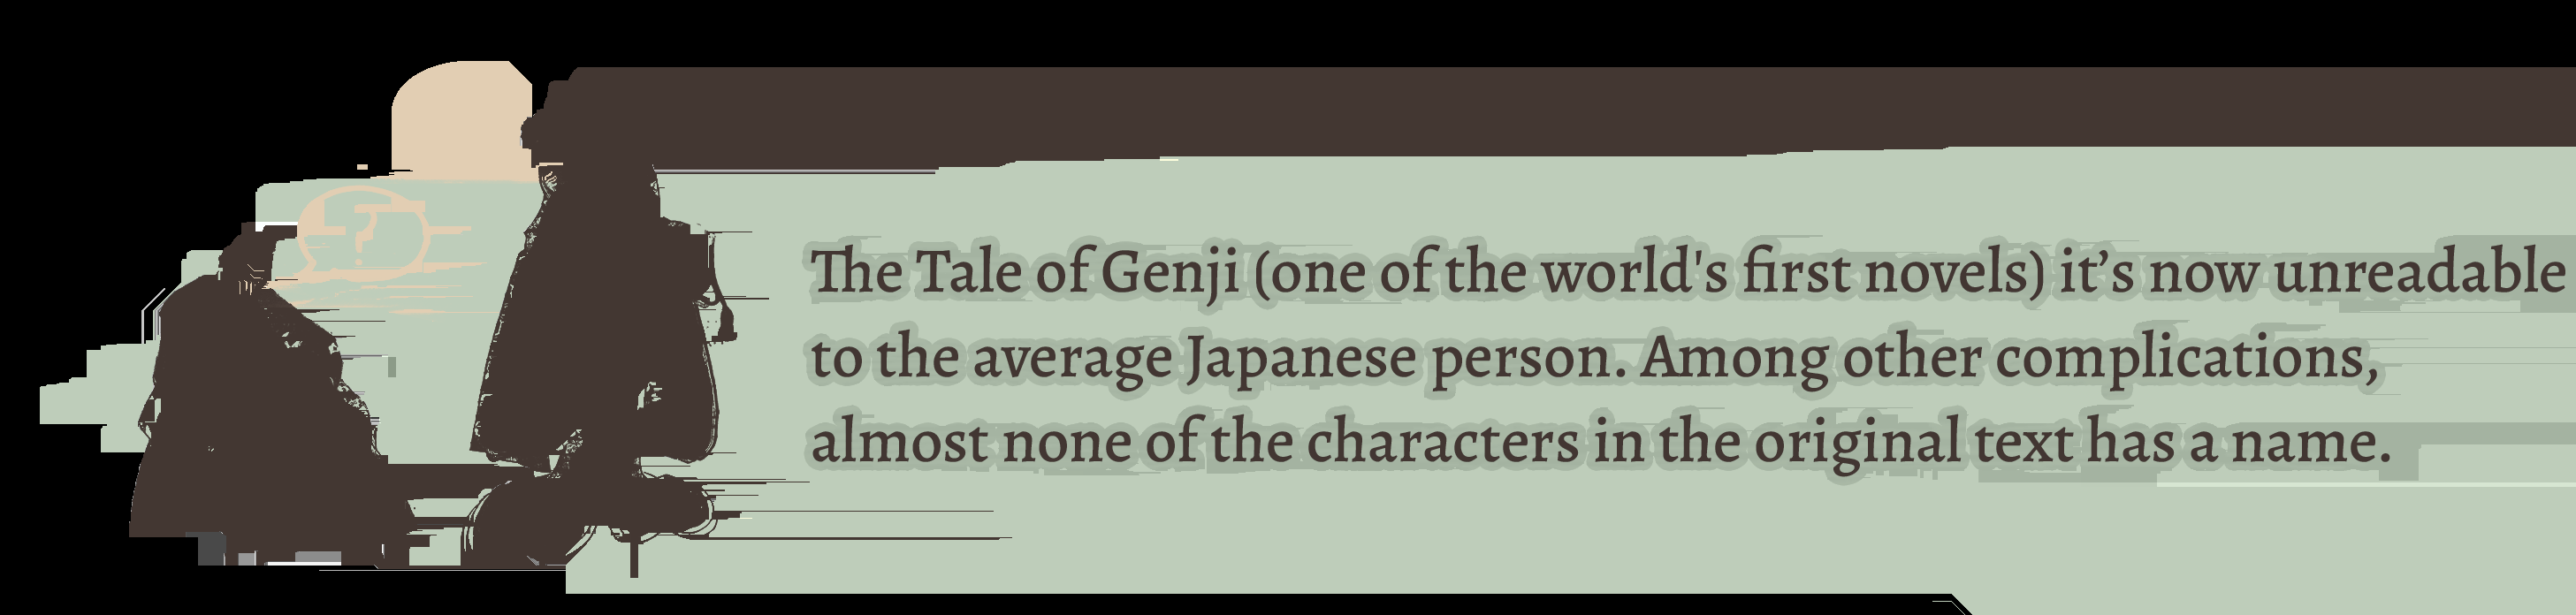 The Tale of Genji (one of the world's first novels) it’s now unreadable
to the average Japanese person. Among other complications,
almost none of the characters in the original text has a name.
?